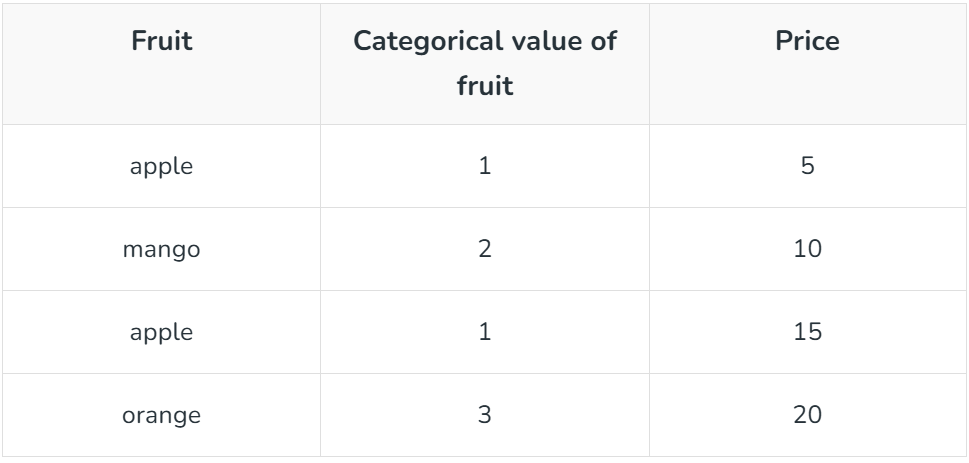 Fruit Categorical value of Price
fruit
apple 1 5
mango 2 10
apple 1 15
orange 3 20